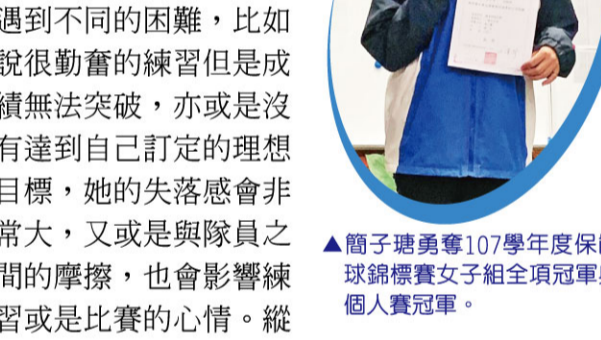 遇到不同的困難，比如
說很勤奮的練習但是成
績無法突破，亦或是沒
有達到自己訂定的理想
目標，她的失落感會非
常大，又或是與隊員之
間的摩擦，也會影響練
習或是比賽的心情。縱
▲簡子瑭勇奪107學年度保
球錦標賽女子組全項冠軍
個人賽冠軍。